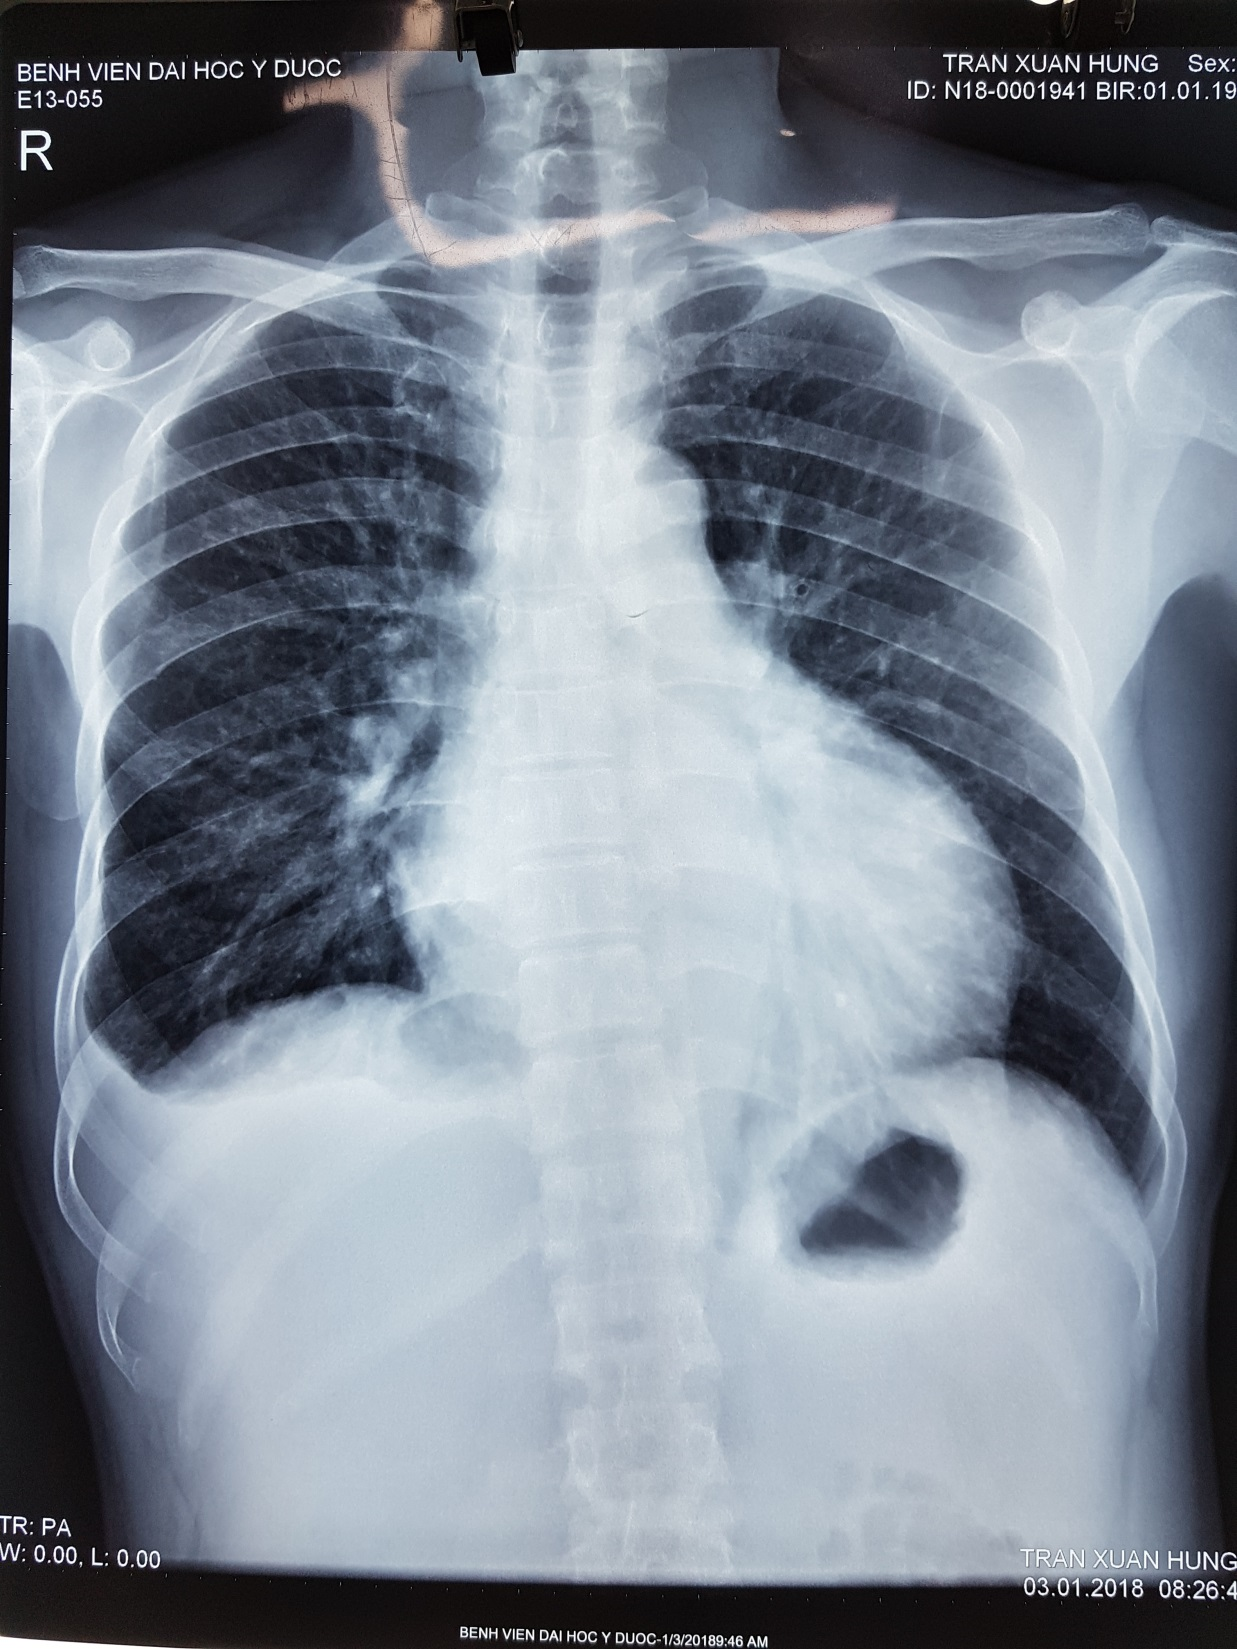 BENH VIEN DAI HOC Y DUOC
E13-055
R
TRAN XUAN HUNG Sex:
ID: N18-0001941 BIR:01.01.19
TR: PA
W: 0.00, L: 0.00
TRAN XUAN HUNG
03.01.2018 08:26:4
BENH VIEN DAI HOC Y DUOC-1/3/20189:46 AM